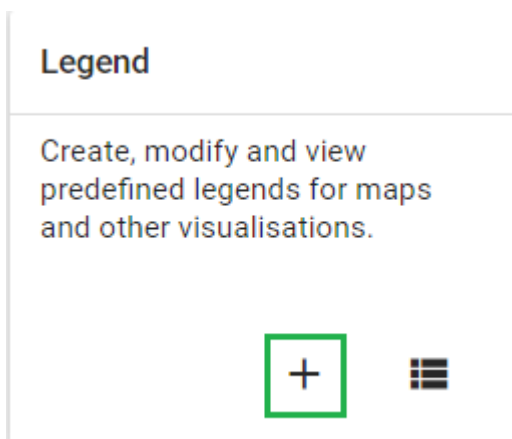 Legend
Create, modify and view
predefined legends for maps
and other visualisations.